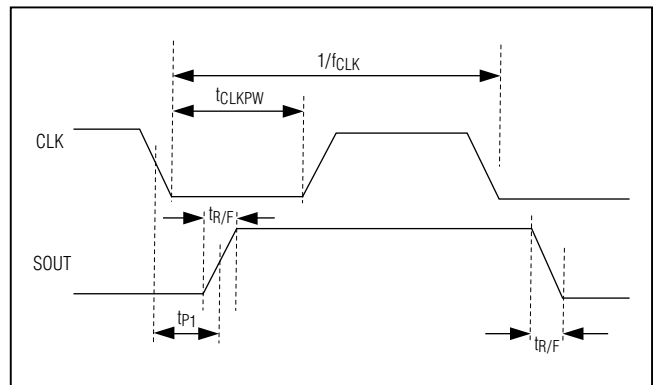 1/fCLK
tCLKPW
CLK
tR/F
SOUT
tP1
tR/F